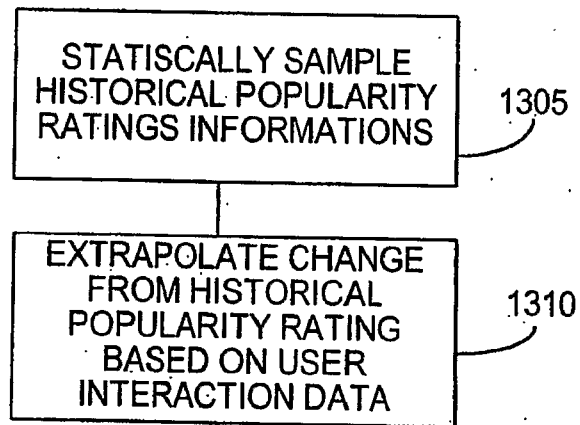 STATISCALLY SAMPLE
HISTORICAL POPULARITY
RATINGS INFORMATIONS
1305
EXTRAPOLATE CHANGE
FROM HISTORICAL
POPULARITY RATING
BASED ON USER
INTERACTION DATA
1310